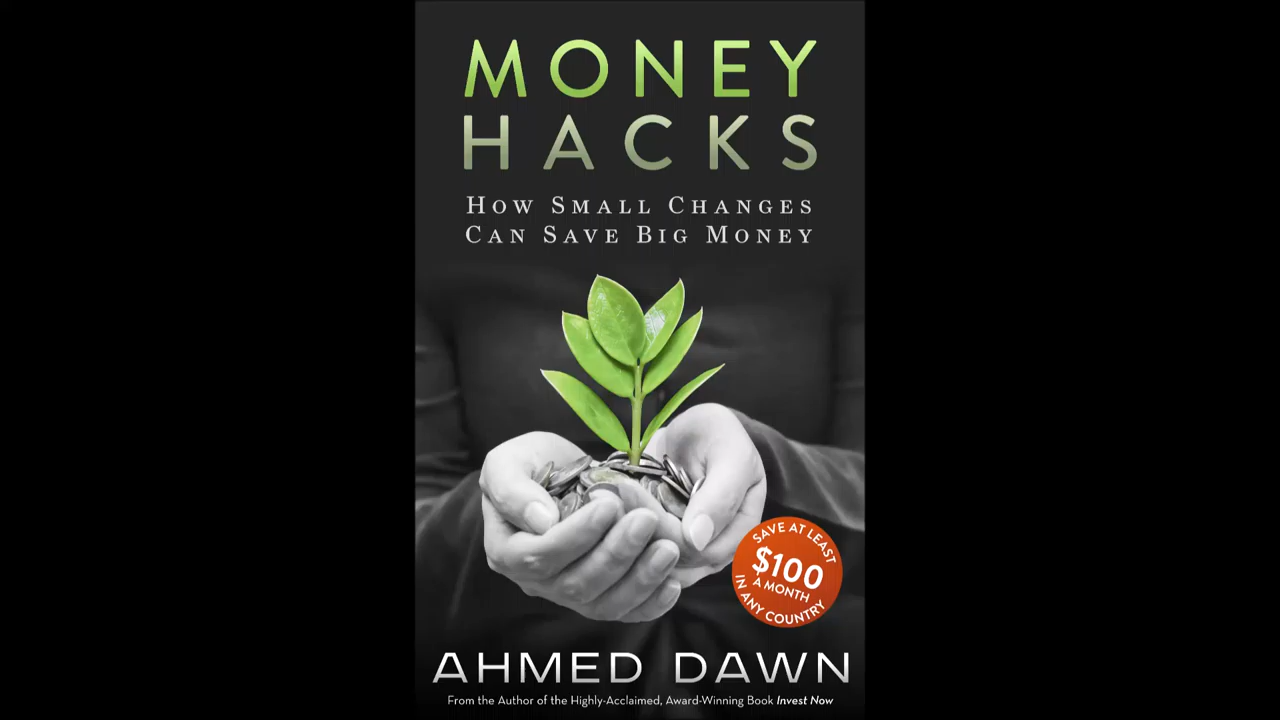 MONEY
HACKS
HOW SMALL CHANGES
CAN SAVE BIG MONEY
SAVE AT LEAST
$100
A MONTH
IN ANY COUNTRY
AHMED DAWN
From the Author of the Highly-Acclaimed, Award-Winning Book Invest Now